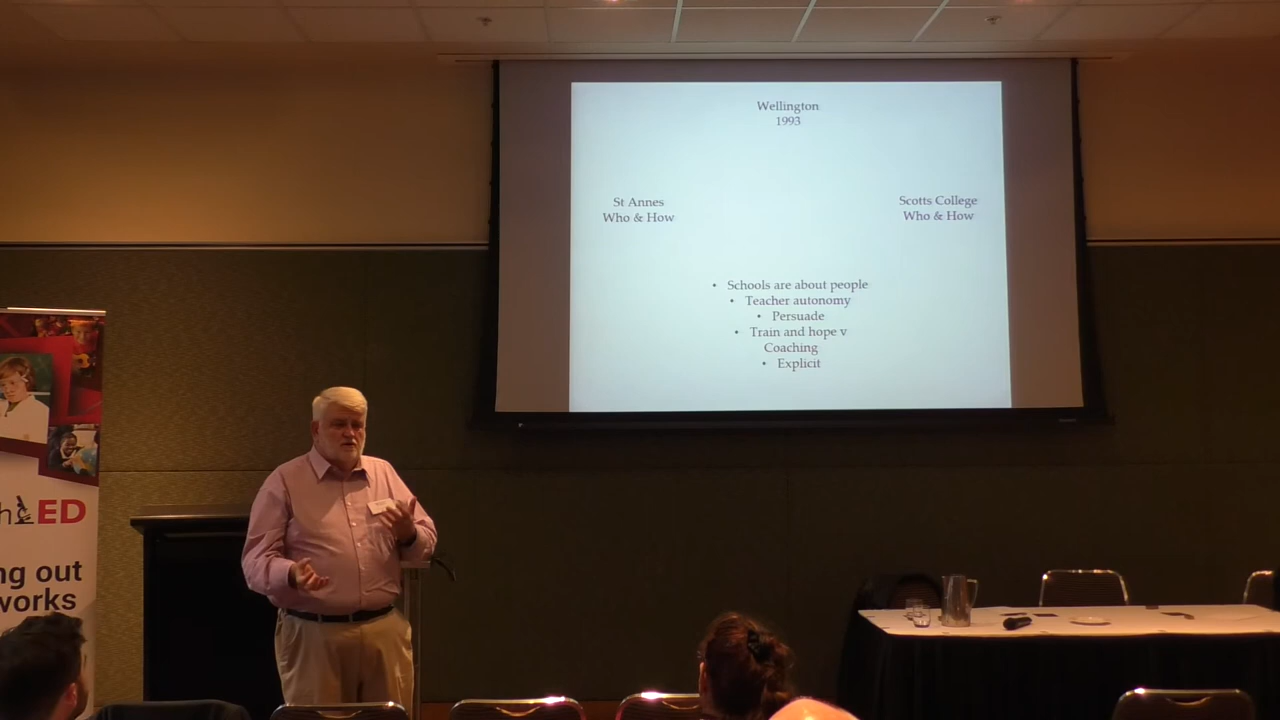 Wellington
1993
St Annes
Who & How
Scotts College
Who & How
• Schools are about people
• Teacher autonomy
• Persuade
• Train and hope v
Coaching
• Explicit
h ED
ng out
works